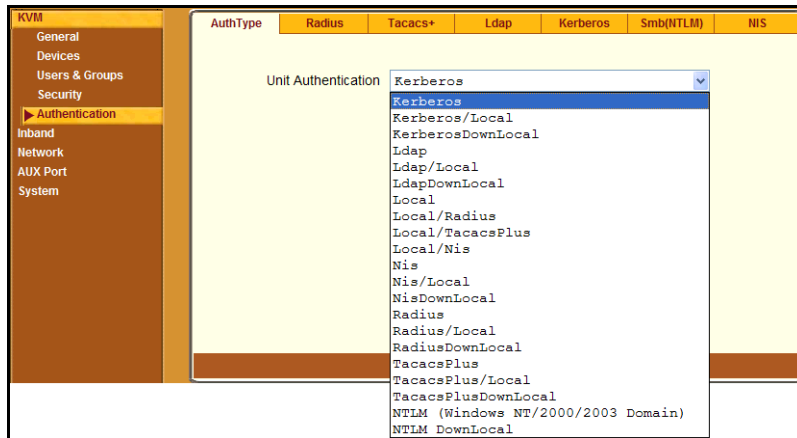 KVM
General
Devices
Users & Groups
Security
Authentication
Inband
Network
AUX Port
System
AuthType Radius Tacacs+ Ldap Kerberos Smb(NTLM) NIS
Unit Authentication Kerberos
Kerberos
Kerberos/Local
KerberosDownLocal
Ldap
Ldap/Local
LdapDownLocal
Local
Local/Radius
Local/TacacsPlus
Local/Nis
Nis
Nis/Local
NisDownLocal
Radius
Radius/Local
RadiusDownLocal
TacacsPlus
TacacsPlus/Local
TacacsPlusDownLocal
NTLM (Windows NT/2000/2003 Domain)
NTLM DownLocal